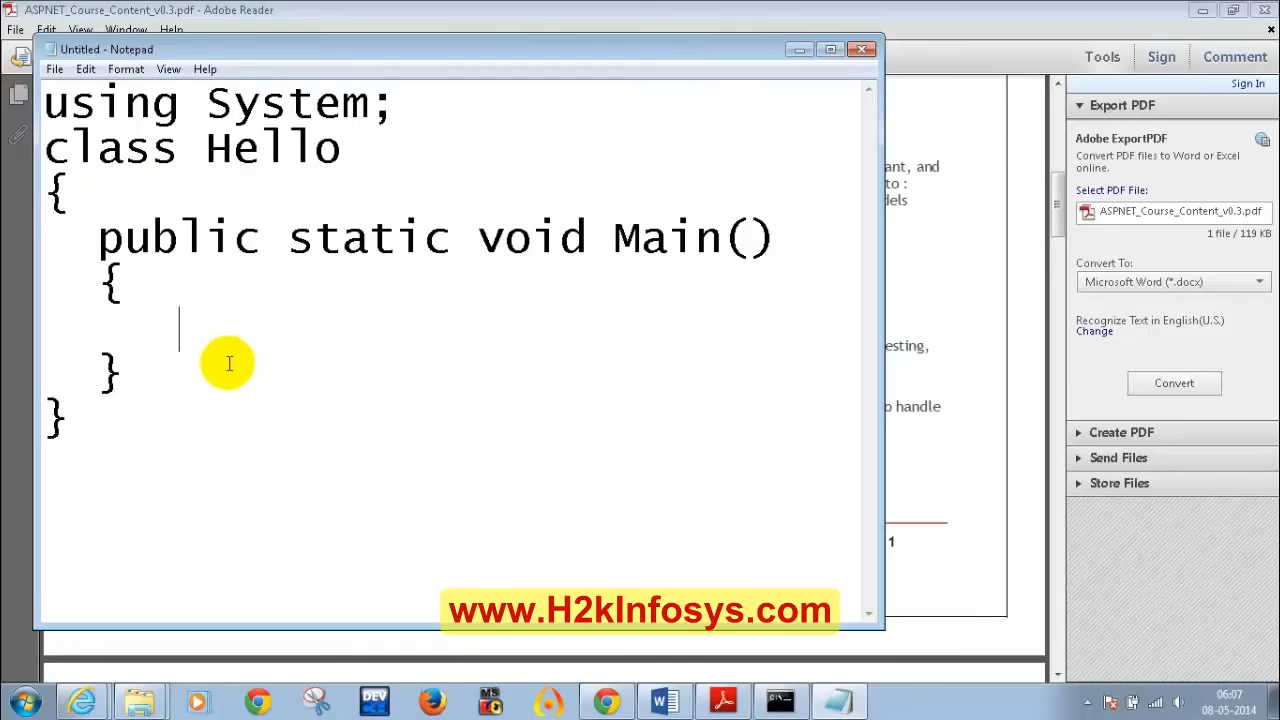 ASPNET_Course_Content_v0.3.pdf - Adobe Reader
File Edit View Window Help
Untitled - Notepad
File Edit Format View Help
using System;
class Hello
{
public static void Main()
{
}
}
Tools Sign Comment
Sign In
Export PDF
Adobe ExportPDF
Convert PDF files to Word or Excel
online.
Select PDF File:
ASPNET_Course_Content_v0.3.pdf
1 file / 119 KB
Convert To:
Microsoft Word (*.docx)
Recognize Text in English(U.S.)
Change
Convert
Create PDF
Send Files
Store Files
ant, and
to :
dels
esting,
o handle
1
www.H2kInfosys.com
DEV
MS
C:\
06:07
08-05-2014